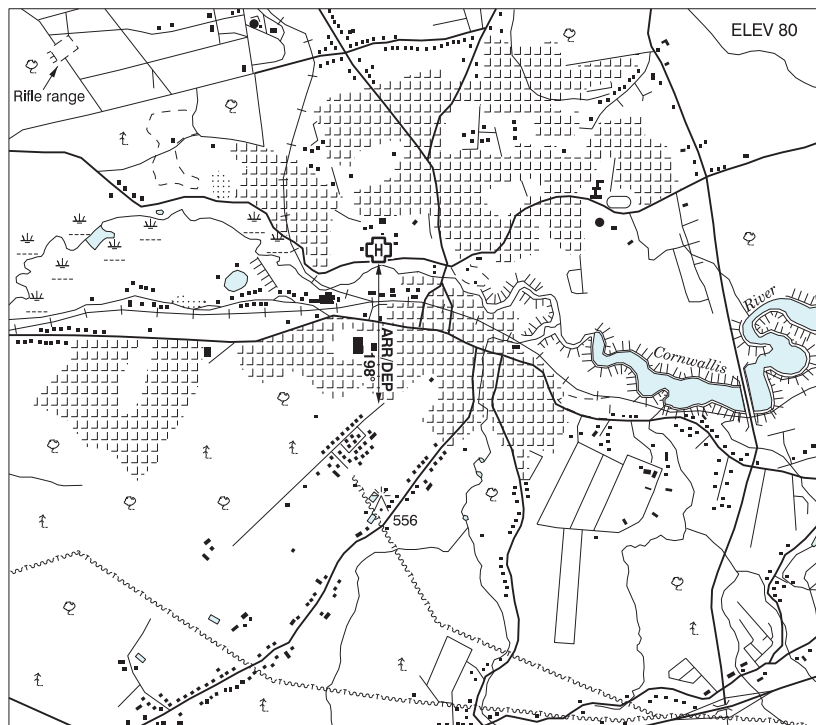 ELEV 80
Rifle range
H
River
Cornwallis
ARR DEP
198°
556